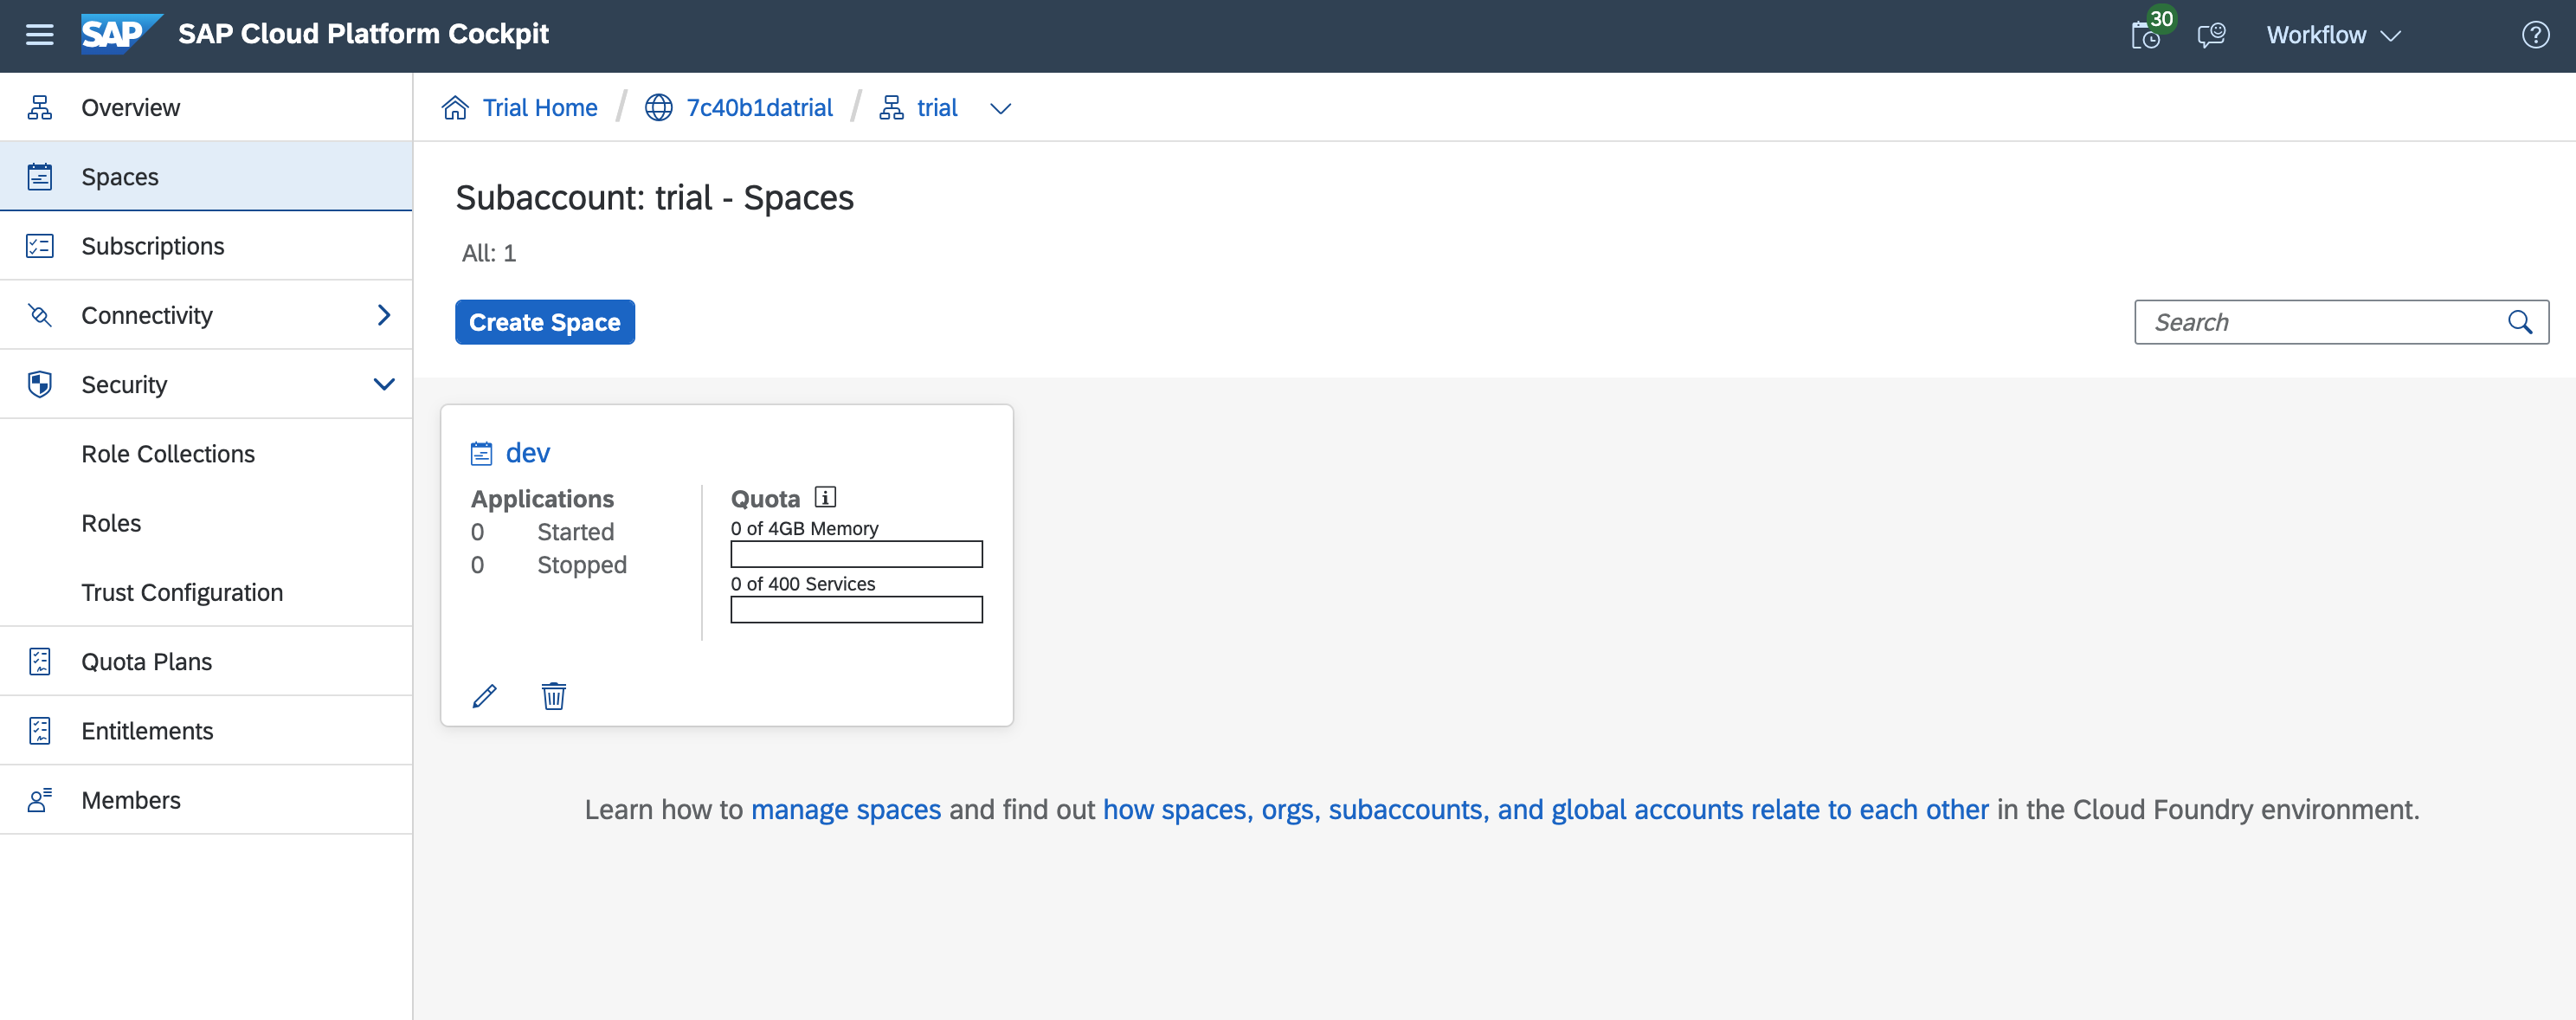 SAP SAP Cloud Platform Cockpit
30
Workflow
Overview
Spaces
Subscriptions
Connectivity
Security
Role Collections
Roles
Trust Configuration
Quota Plans
Entitlements
Members
Trial Home / 7c40b1datrial / trial
Subaccount: trial - Spaces
All: 1
Create Space
Search
dev
Applications
0 Started
0 Stopped
Quota
0 of 4GB Memory
0 of 400 Services
Learn how to manage spaces and find out how spaces, orgs, subaccounts, and global accounts relate to each other in the Cloud Foundry environment.